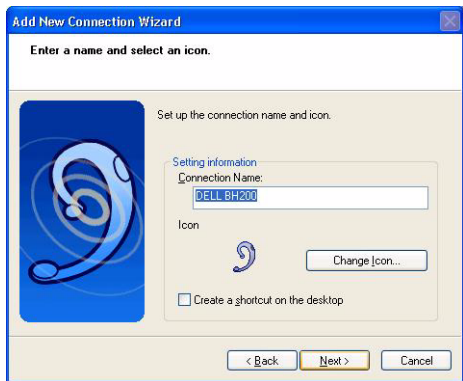 Add New Connection Wizard
Enter a name and select an icon.
Set up the connection name and icon.
Setting information
Connection Name:
DELL BH200
Icon
Change Icon...
Create a shortcut on the desktop
< Back Next > Cancel